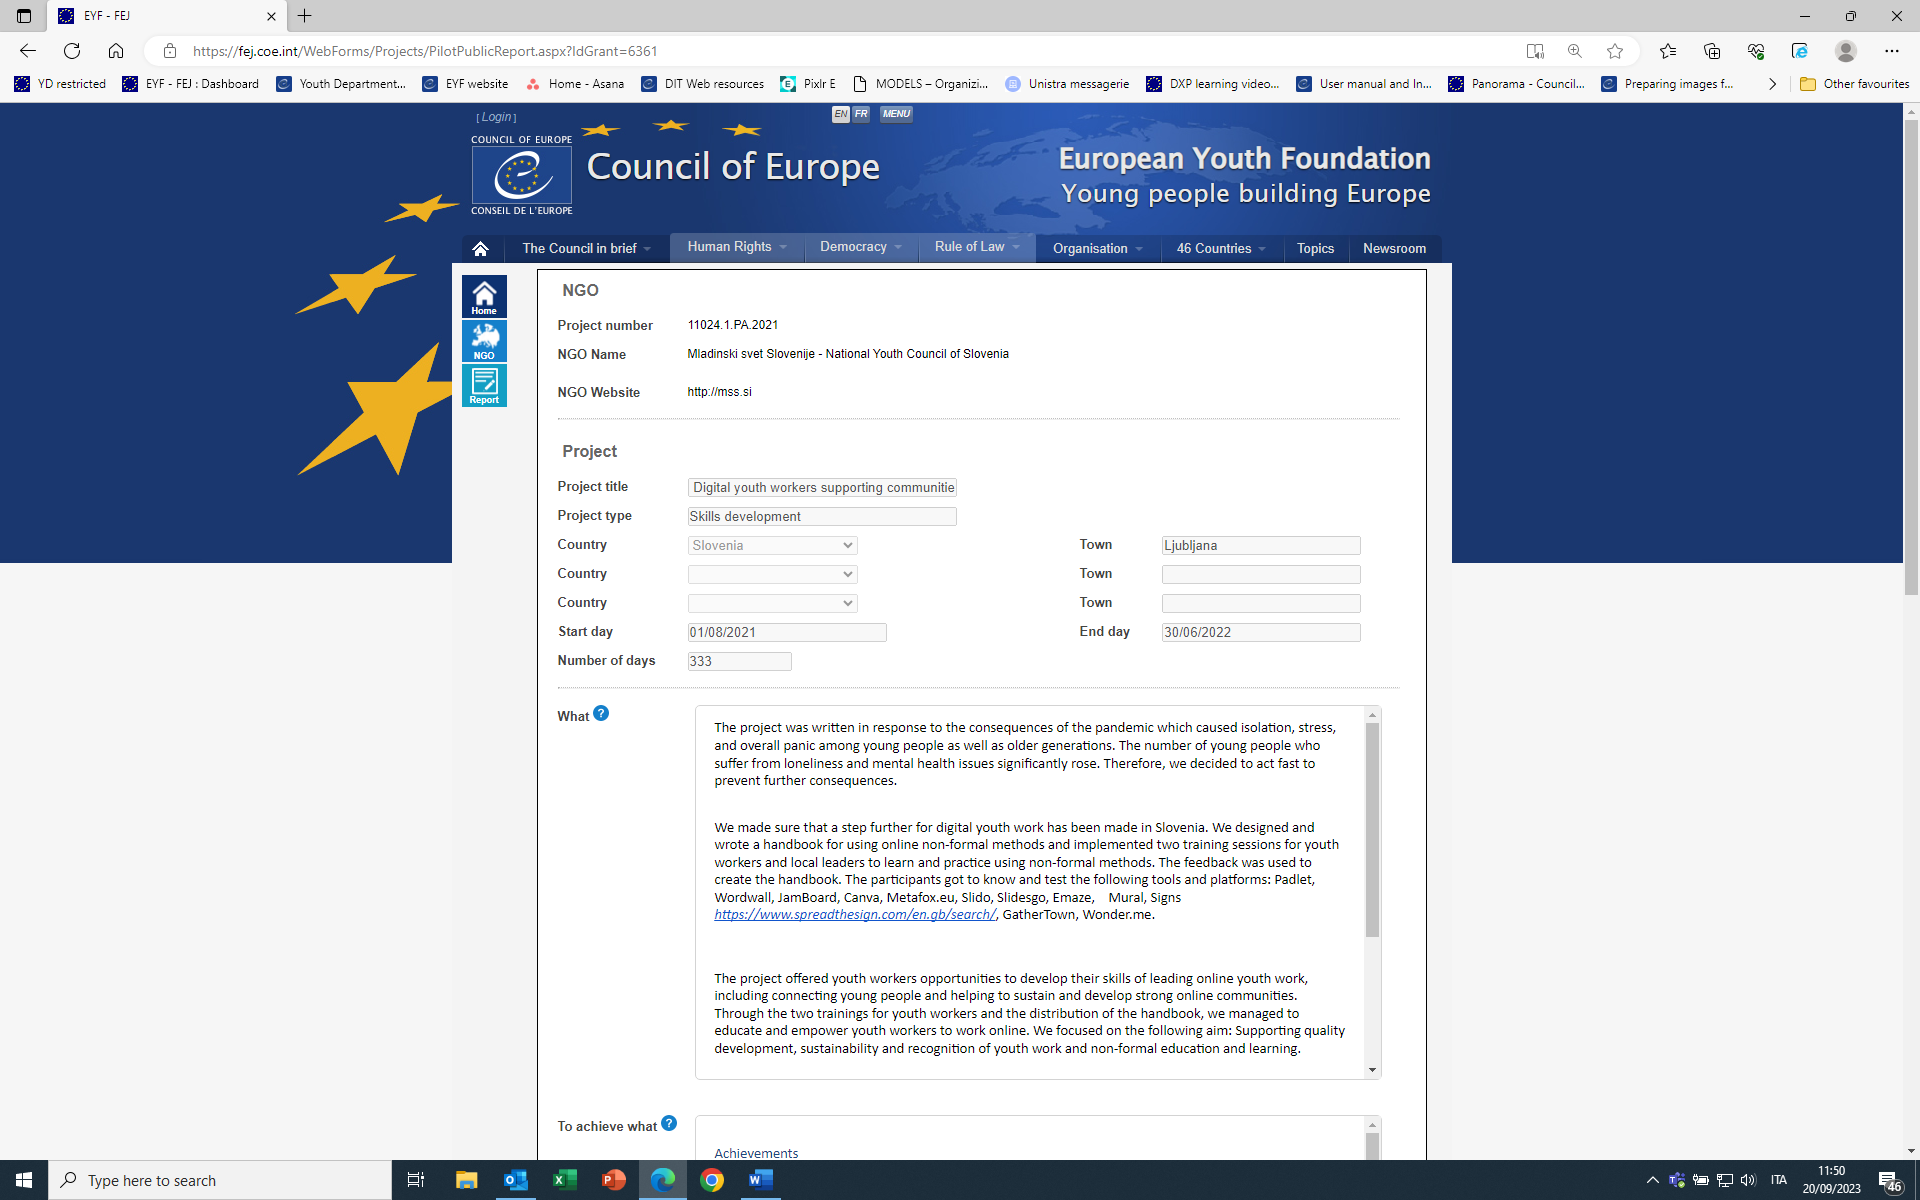 EYF - FEJ
https://fej.coe.int/WebForms/Projects/PilotPublicReport.aspx?IdGrant=6361
YD restricted EYF - FEJ : Dashboard Youth Department... EYF website Home - Asana DIT Web resources Pixlr E MODELS – Organizi... Unistra messagerie DXP learning video... User manual and In... Panorama - Council... Preparing images f... Other favourites
[ Login ] EN FR MENU
COUNCIL OF EUROPE
Council of Europe
CONSEIL DE L'EUROPE
European Youth Foundation
Young people building Europe
The Council in brief Human Rights Democracy Rule of Law Organisation 46 Countries Topics Newsroom
Home
NGO
Report
NGO
Project number 11024.1.PA.2021
NGO Name Mladinski svet Slovenije - National Youth Council of Slovenia
NGO Website http://mss.si
Project
Project title Digital youth workers supporting communitie
Project type Skills development
Country Slovenia Town Ljubljana
Country Town
Country Town
Start day 01/08/2021 End day 30/06/2022
Number of days 333
What ?
The project was written in response to the consequences of the pandemic which caused isolation, stress,
and overall panic among young people as well as older generations. The number of young people who
suffer from loneliness and mental health issues significantly rose. Therefore, we decided to act fast to
prevent further consequences.
We made sure that a step further for digital youth work has been made in Slovenia. We designed and
wrote a handbook for using online non-formal methods and implemented two training sessions for youth
workers and local leaders to learn and practice using non-formal methods. The feedback was used to
create the handbook. The participants got to know and test the following tools and platforms: Padlet,
Wordwall, JamBoard, Canva, Metafox.eu, Slido, Slidesgo, Emaze, Mural, Signs
https://www.spreadthesign.com/en.gb/search/, GatherTown, Wonder.me.
The project offered youth workers opportunities to develop their skills of leading online youth work,
including connecting young people and helping to sustain and develop strong online communities.
Through the two trainings for youth workers and the distribution of the handbook, we managed to
educate and empower youth workers to work online. We focused on the following aim: Supporting quality
development, sustainability and recognition of youth work and non-formal education and learning.
To achieve what ?
Achievements
Type here to search
ITA
11:50
20/09/2023
46